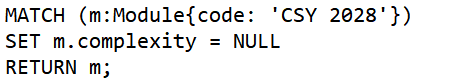 MATCH (m:Module{code: 'CSY 2028'})
SET m.complexity = NULL
RETURN m;